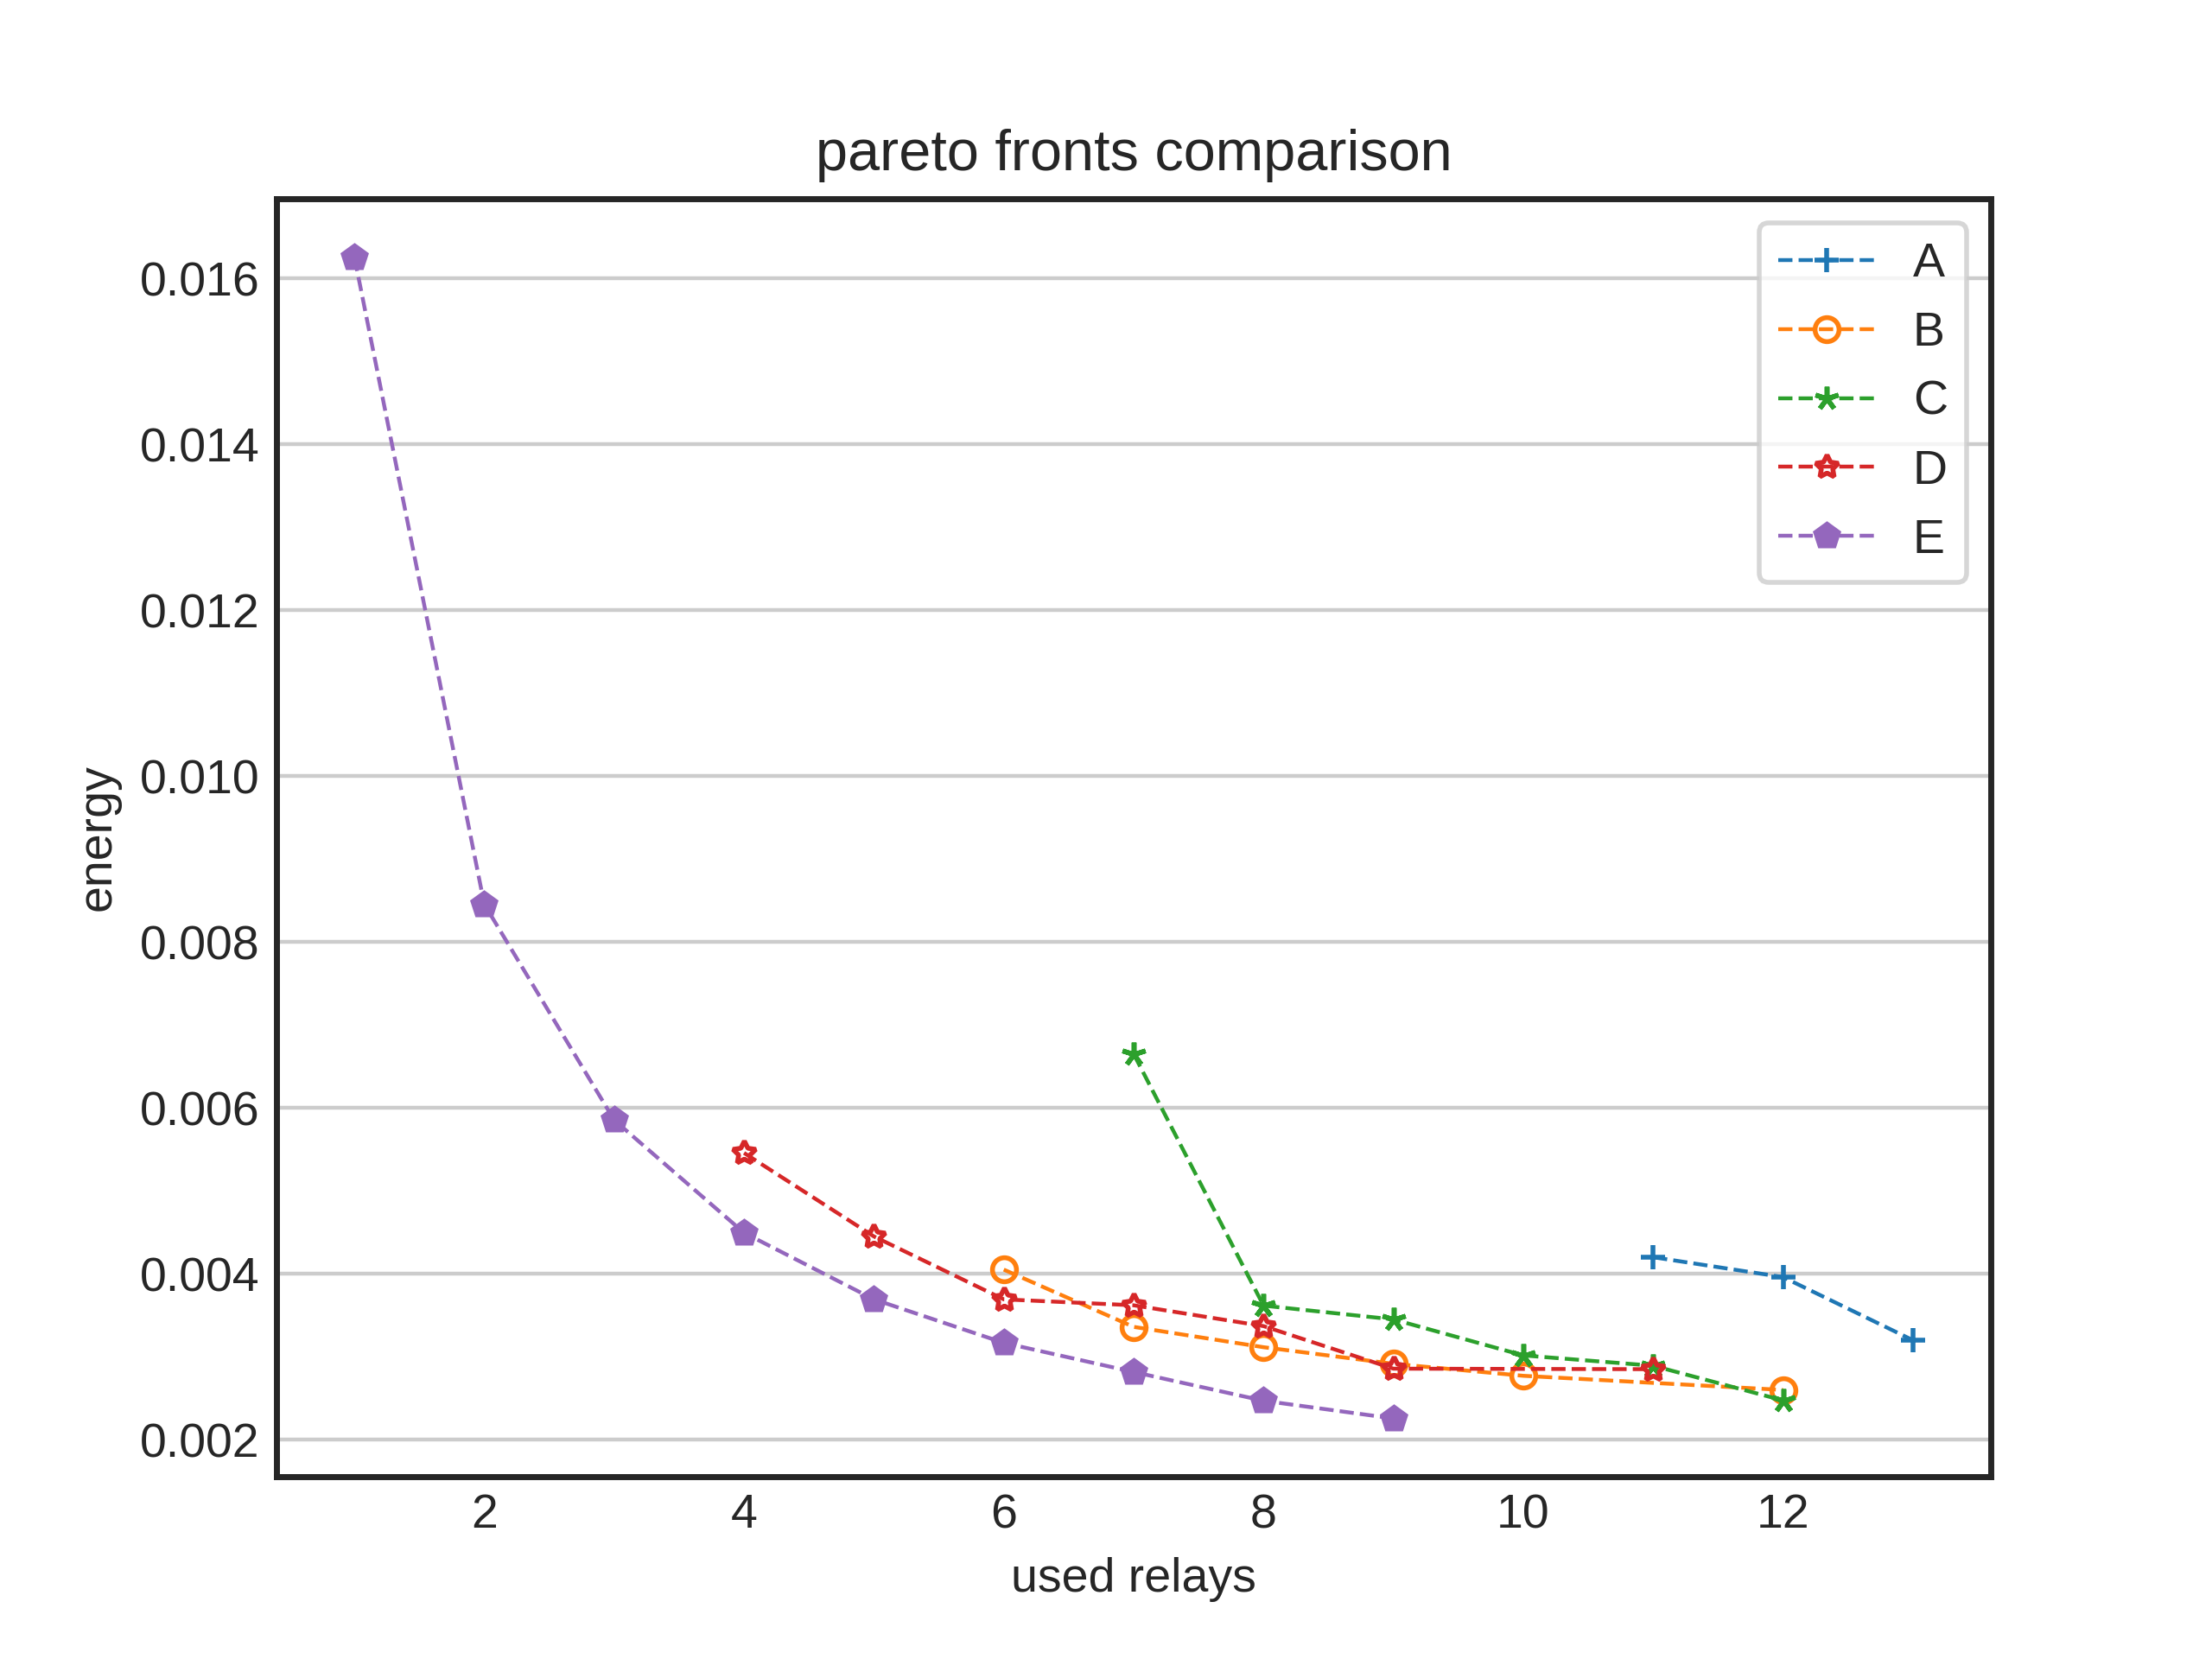 pareto fronts comparison
A
B
C
D
E
0.016
0.014
0.012
0.010
0.008
0.006
0.004
0.002
energy
2 4 6 8 10 12
used relays